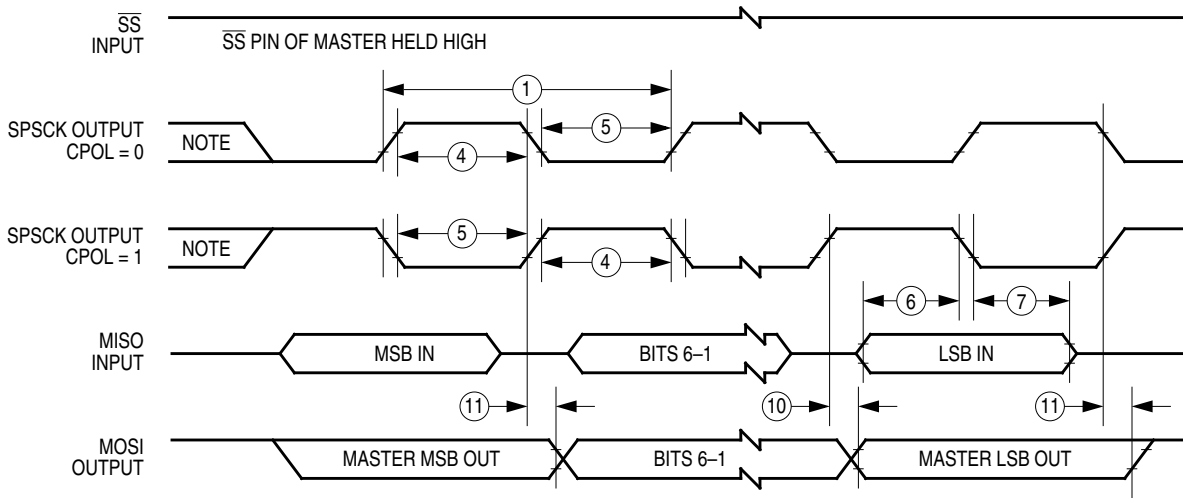 SS
INPUT
SS PIN OF MASTER HELD HIGH
1
SPSCK OUTPUT
CPOL = 0
NOTE
5
4
SPSCK OUTPUT
CPOL = 1
NOTE
5
4
6
7
MISO
INPUT
MSB IN
BITS 6–1
LSB IN
11
10
11
MOSI
OUTPUT
MASTER MSB OUT
BITS 6–1
MASTER LSB OUT